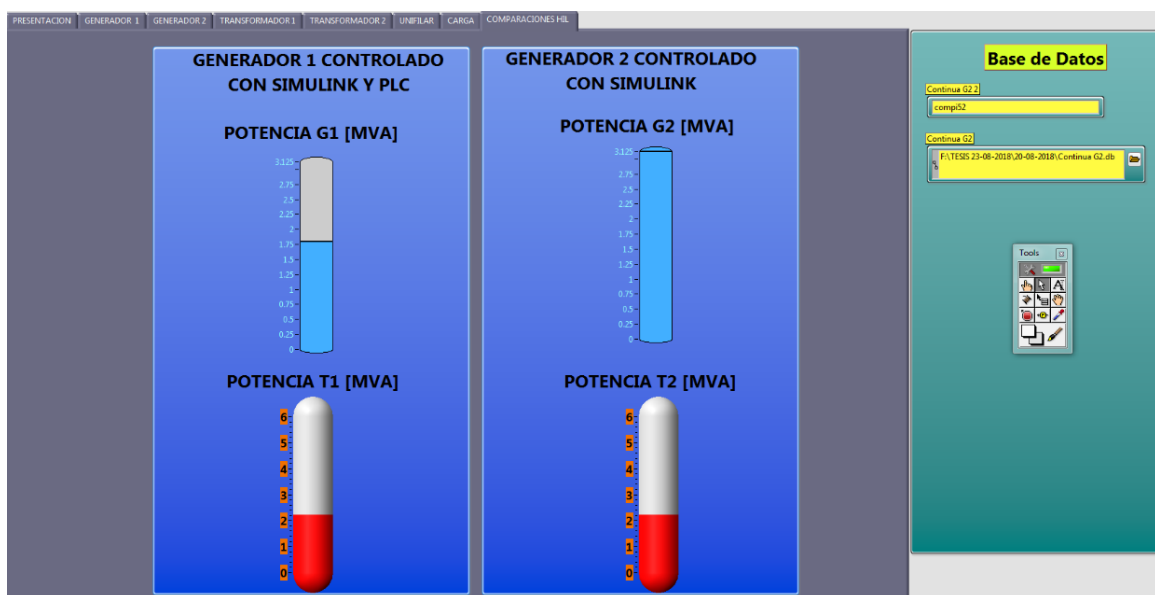 PRESENTACION GENERADOR 1 GENERADOR 2 TRANSFORMADOR 1 TRANSFORMADOR 2 UNIFILAR CARGA COMPARACIONES HIL
GENERADOR 1 CONTROLADO
CON SIMULINK Y PLC
POTENCIA G1 [MVA]
3.125
2.75
2.5
2.25
2
1.75
1.5
1.25
1
0.75
0.5
0.25
0
POTENCIA T1 [MVA]
6
5
4
3
2
1
0
GENERADOR 2 CONTROLADO
CON SIMULINK
POTENCIA G2 [MVA]
3.125
2.75
2.5
2.25
2
1.75
1.5
1.25
1
0.75
0.5
0.25
0
POTENCIA T2 [MVA]
6
5
4
3
2
1
0
Base de Datos
Continua G2 2
compi52
Continua G2
F:\TESIS 23-08-2018\20-08-2018\Continua G2.db
Tools
A